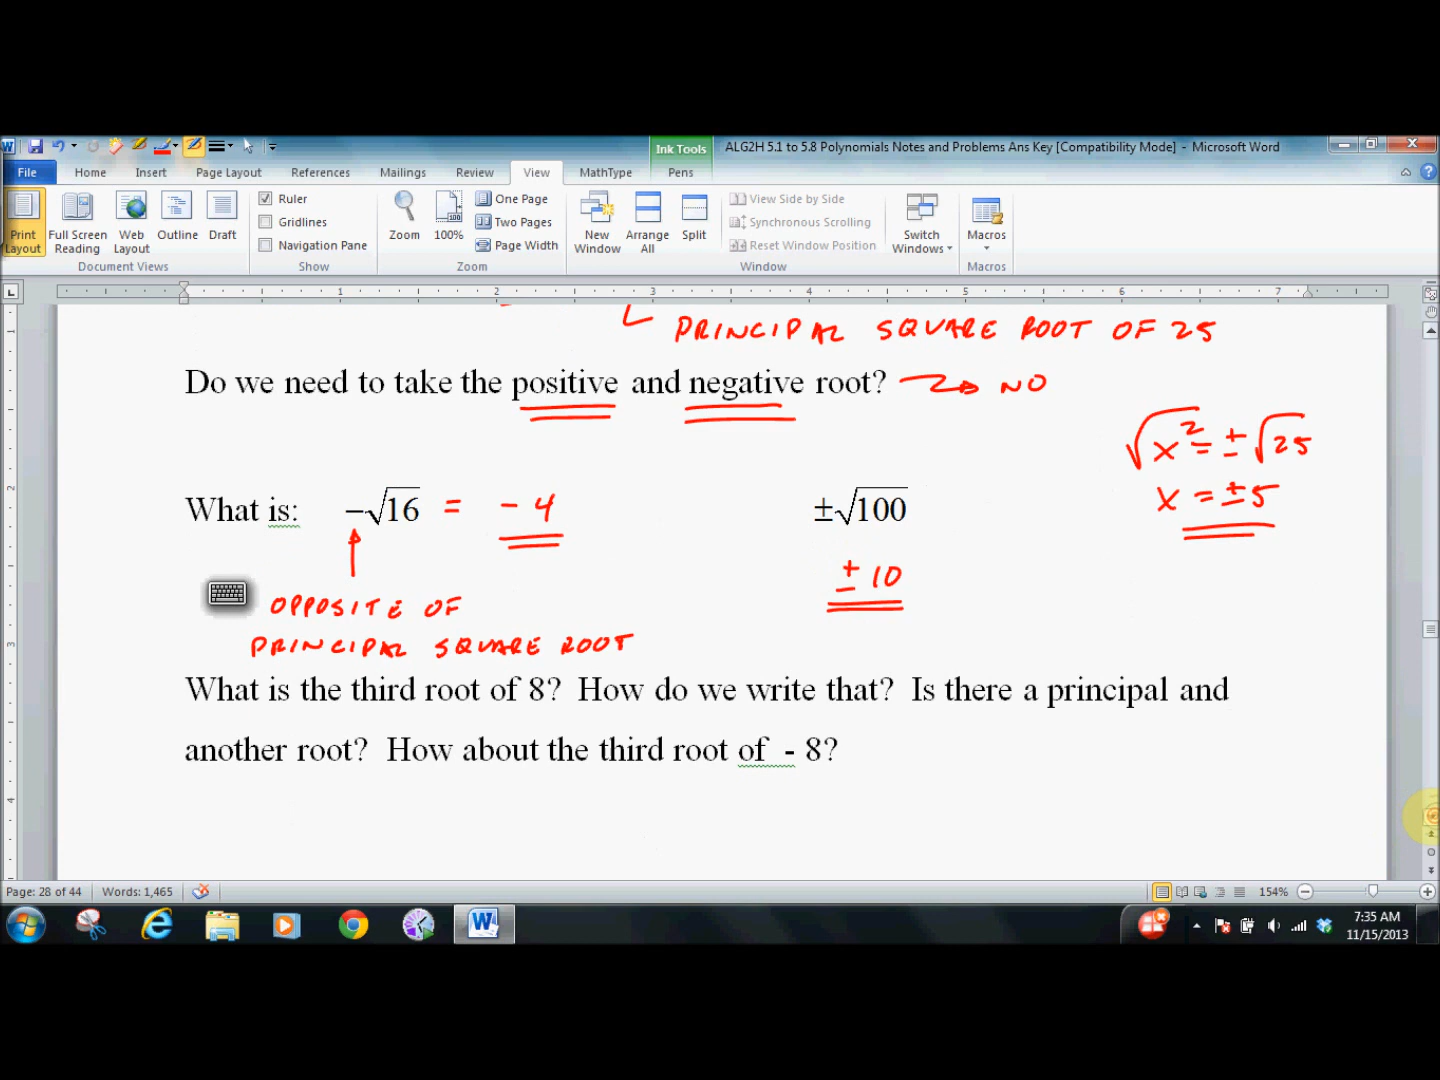 Ink Tools ALG2H 5.1 to 5.8 Polynomials Notes and Problems Ans Key [Compatibility Mode] - Microsoft Word
File Home Insert Page Layout References Mailings Review View MathType Pens
Print Layout
Full Screen Reading
Web Layout
Outline
Draft
Document Views
Ruler
Gridlines
Navigation Pane
Show
Zoom
100%
One Page
Two Pages
Page Width
Zoom
New Window
Arrange All
Split
View Side by Side
Synchronous Scrolling
Reset Window Position
Window
Switch Windows
Macros
Macros
1 2 3 4 5 6 7
PRINCIPAL SQUARE ROOT OF 25
Do we need to take the positive and negative root? NO
√x² = ±√25
x = ±5
What is: -√16 = -4 ±√100
±10
OPPOSITE OF
PRINCIPAL SQUARE ROOT
What is the third root of 8? How do we write that? Is there a principal and
another root? How about the third root of - 8?
Page: 28 of 44 Words: 1,465 154%
7:35 AM
11/15/2013